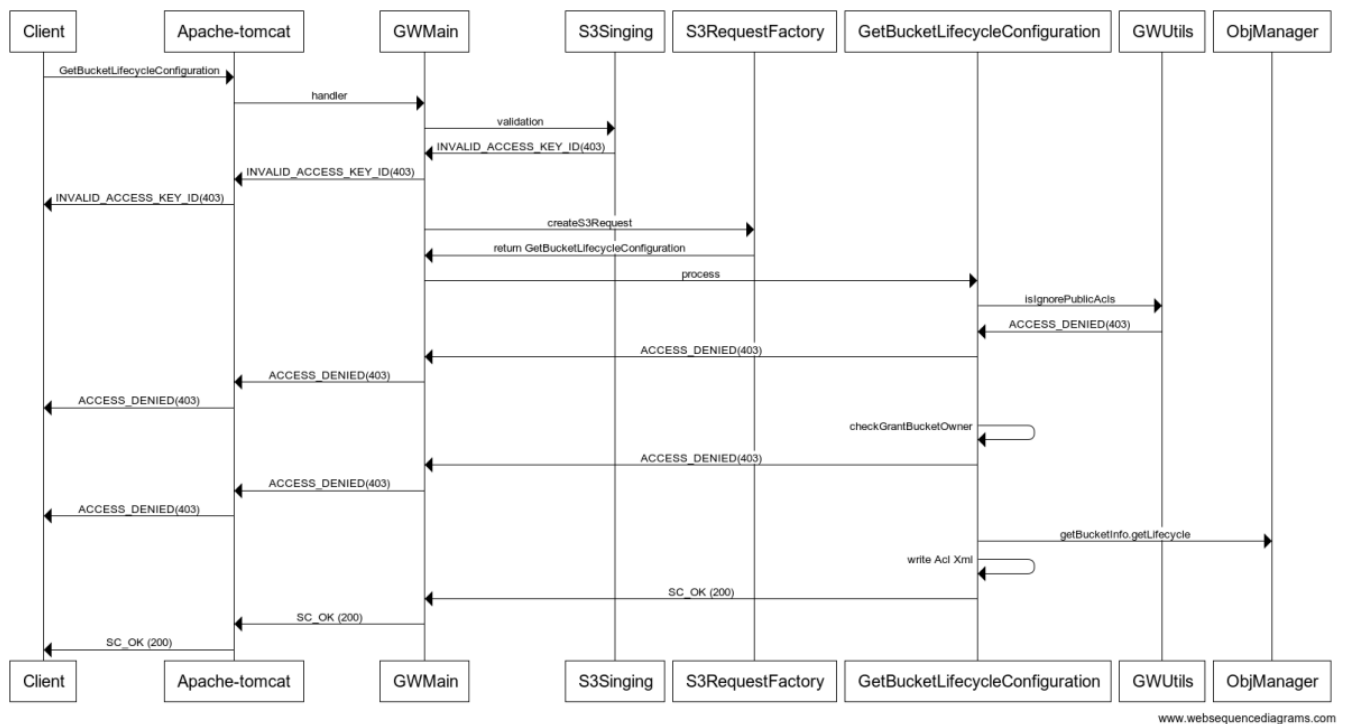 Client Apache-tomcat GWMain S3Singing S3RequestFactory GetBucketLifecycleConfiguration GWUtils ObjManager
GetBucketLifecycleConfiguration
handler
validation
INVALID_ACCESS_KEY_ID(403)
INVALID_ACCESS_KEY_ID(403)
INVALID_ACCESS_KEY_ID(403)
createS3Request
return GetBucketLifecycleConfiguration
process
isIgnorePublicAcls
ACCESS_DENIED(403)
ACCESS_DENIED(403)
ACCESS_DENIED(403)
ACCESS_DENIED(403)
checkGrantBucketOwner
ACCESS_DENIED(403)
ACCESS_DENIED(403)
ACCESS_DENIED(403)
getBucketInfo.getLifecycle
write Acl Xml
SC_OK (200)
SC_OK (200)
SC_OK (200)
Client Apache-tomcat GWMain S3Singing S3RequestFactory GetBucketLifecycleConfiguration GWUtils ObjManager
www.websequencediagrams.com